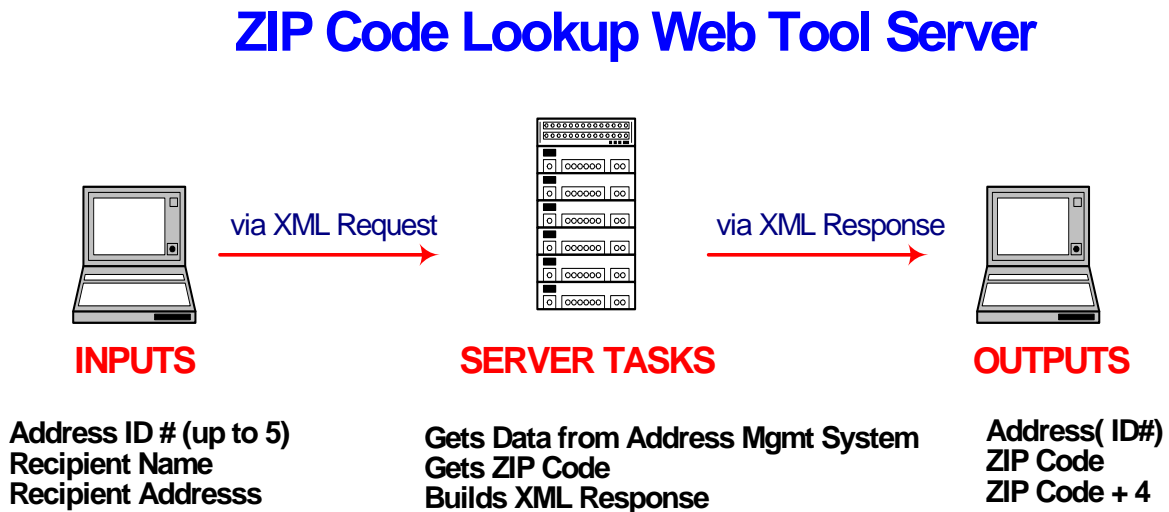 ZIP Code Lookup Web Tool Server
via XML Request
via XML Response
INPUTS
SERVER TASKS
OUTPUTS
Address ID # (up to 5)
Recipient Name
Recipient Addresss
Gets Data from Address Mgmt System
Gets ZIP Code
Builds XML Response
Address( ID#)
ZIP Code
ZIP Code + 4